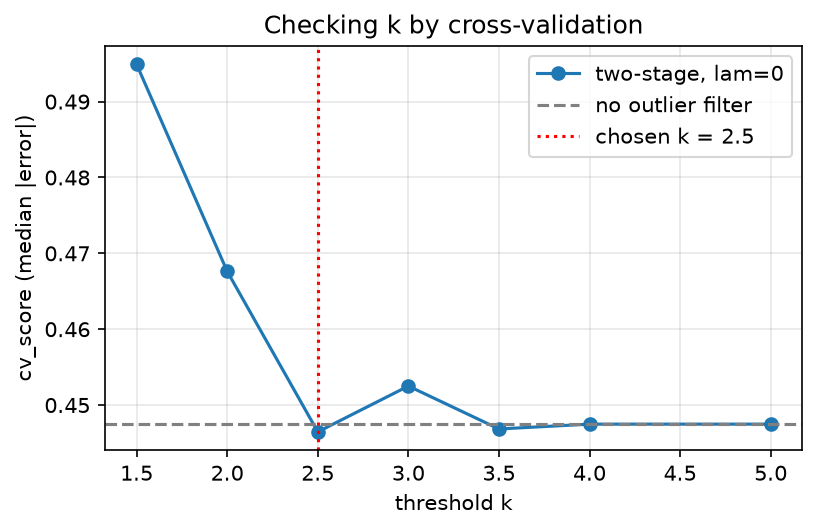 Checking k by cross-validation
two-stage, lam=0
no outlier filter
chosen k = 2.5
cv_score (median |error|)
0.49
0.48
0.47
0.46
0.45
1.5 2.0 2.5 3.0 3.5 4.0 4.5 5.0
threshold k